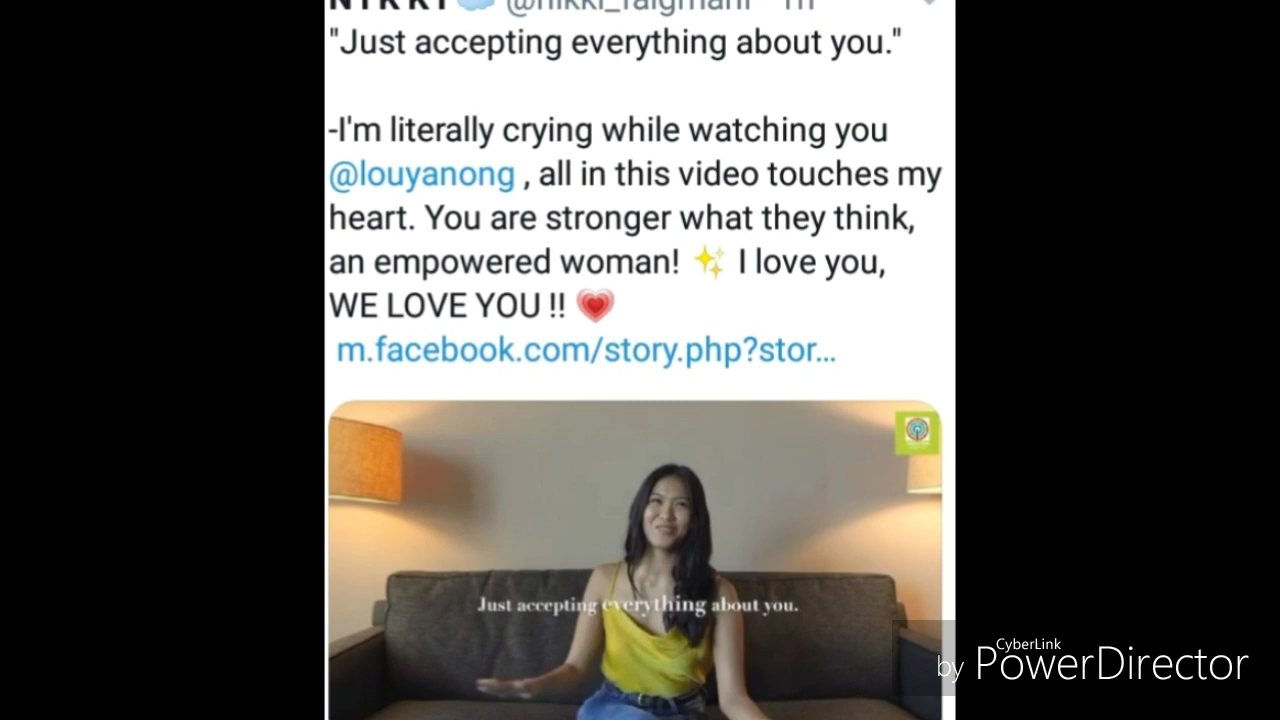 "Just accepting everything about you."
-I'm literally crying while watching you
@louyanong , all in this video touches my
heart. You are stronger what they think,
an empowered woman! ✨ I love you,
WE LOVE YOU !! 💗
m.facebook.com/story.php?stor...
Just accepting everything about you.
CyberLink
by PowerDirector